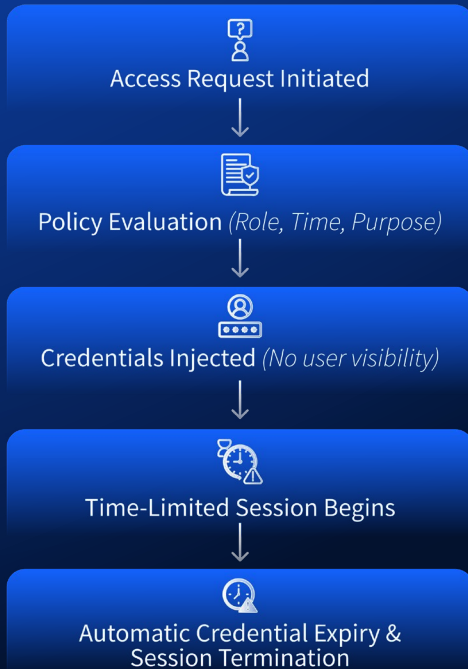 Access Request Initiated
Policy Evaluation (Role, Time, Purpose)
Credentials Injected (No user visibility)
Time-Limited Session Begins
Automatic Credential Expiry &
Session Termination